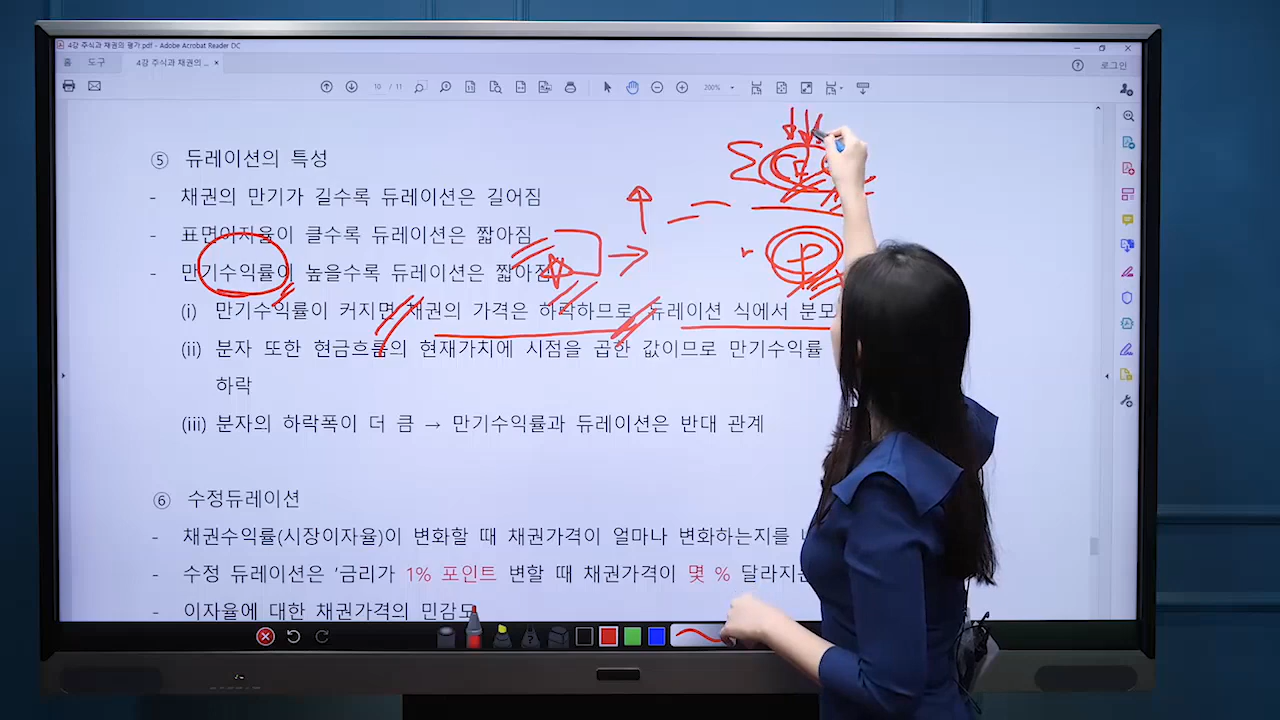 4강 주식과 채권의 평가.pdf - Adobe Acrobat Reader DC
홈 도구 4강 주식과 채권의 ... ×
로그인
10 / 11 200%
⑤ 듀레이션의 특성
- 채권의 만기가 길수록 듀레이션은 길어짐
- 표면이자율이 클수록 듀레이션은 짧아짐
- 만기수익률이 높을수록 듀레이션은 짧아짐
(i) 만기수익률이 커지면 채권의 가격은 하락하므로 듀레이션 식에서 분모
(ii) 분자 또한 현금흐름의 현재가치에 시점을 곱한 값이므로 만기수익률
하락
(iii) 분자의 하락폭이 더 큼 → 만기수익률과 듀레이션은 반대 관계
Σ
P
⑥ 수정듀레이션
- 채권수익률(시장이자율)이 변화할 때 채권가격이 얼마나 변화하는지를
- 수정 듀레이션은 '금리가 1% 포인트 변할 때 채권가격이 몇 % 달라지는
- 이자율에 대한 채권가격의 민감도